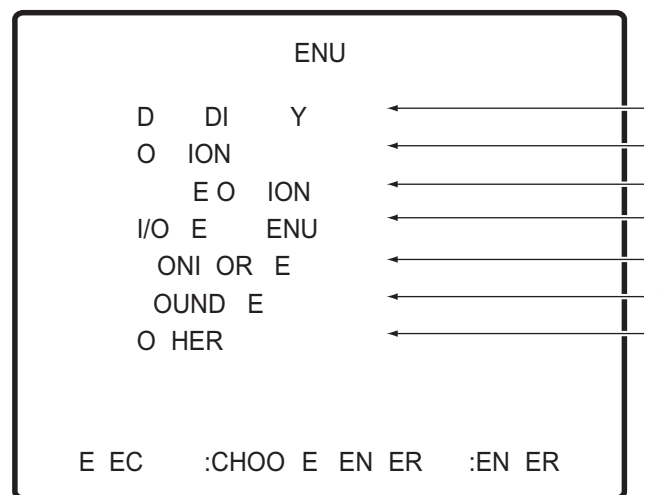 ENU
D DI Y
O ION
E O ION
I/O E ENU
ONI OR E
OUND E
O HER
E EC :CHOO E EN ER :EN ER